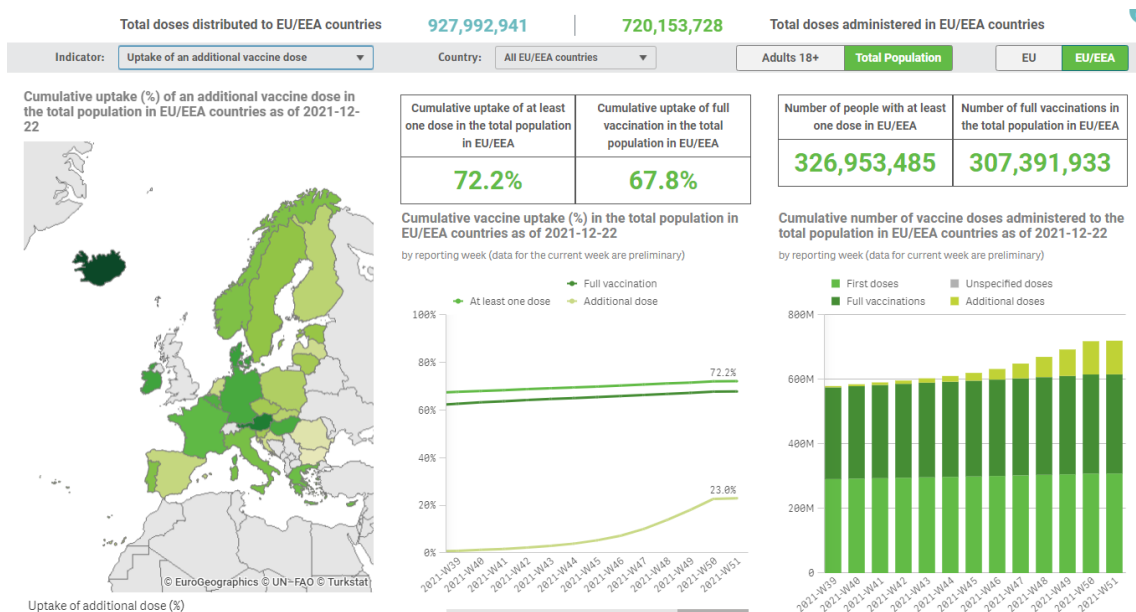 Total doses distributed to EU/EEA countries
927,992,941
720,153,728
Total doses administered in EU/EEA countries
Indicator:
Uptake of an additional vaccine dose
Country:
All EU/EEA countries
Adults 18+
Total Population
EU
EU/EEA
Cumulative uptake (%) of an additional vaccine dose in
the total population in EU/EEA countries as of 2021-12-
22
© EuroGeographics © UN-FAO © Turkstat
Uptake of additional dose (%)
Cumulative uptake of at least
one dose in the total population
in EU/EEA
72.2%
Cumulative uptake of full
vaccination in the total
population in EU/EEA
67.8%
Number of people with at least
one dose in EU/EEA
326,953,485
Number of full vaccinations in
the total population in EU/EEA
307,391,933
Cumulative vaccine uptake (%) in the total population in
EU/EEA countries as of 2021-12-22
by reporting week (data for the current week are preliminary)
Full vaccination
At least one dose
Additional dose
100%
80%
60%
40%
20%
0%
72.2%
23.0%
2021-W39
2021-W40
2021-W41
2021-W42
2021-W43
2021-W44
2021-W45
2021-W46
2021-W47
2021-W48
2021-W49
2021-W50
2021-W51
Cumulative number of vaccine doses administered to the
total population in EU/EEA countries as of 2021-12-22
by reporting week (data for current week are preliminary)
First doses
Unspecified doses
Full vaccinations
Additional doses
800M
600M
400M
200M
0
2021-W39
2021-W40
2021-W41
2021-W42
2021-W43
2021-W44
2021-W45
2021-W46
2021-W47
2021-W48
2021-W49
2021-W50
2021-W51